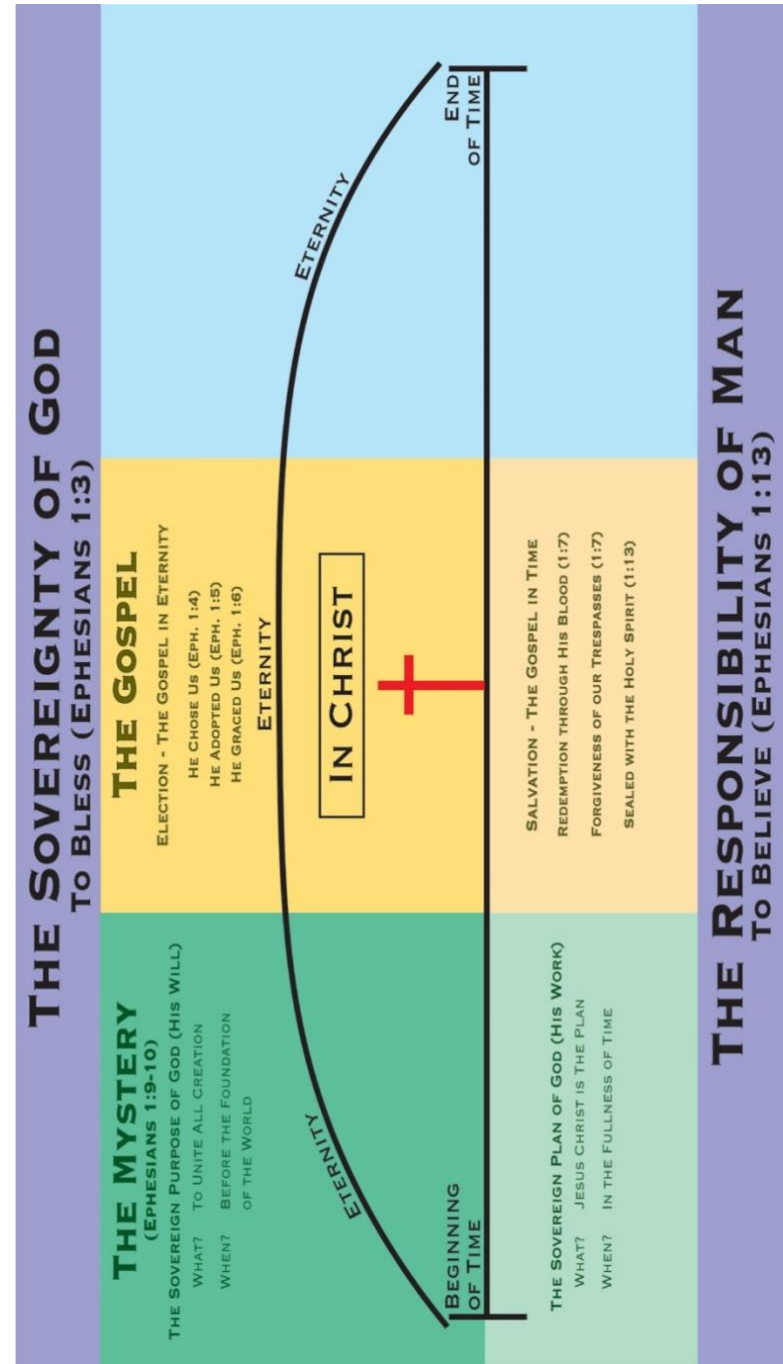 The Sovereignty of God
To Bless (Ephesians 1:3)
The Mystery
(Ephesians 1:9-10)
The Sovereign Purpose of God (His Will)
What? To Unite All Creation
When? Before the Foundation
of the World
The Gospel
Election - The Gospel in Eternity
He Chose Us (Eph. 1:4)
He Adopted Us (Eph. 1:5)
He Graced Us (Eph. 1:6)
Eternity
Eternity
Eternity
In Christ
Beginning
of Time
End
of Time
The Sovereign Plan of God (His Work)
What? Jesus Christ is The Plan
When? In the Fullness of Time
Salvation - The Gospel in Time
Redemption through His Blood (1:7)
Forgiveness of our Trespasses (1:7)
Sealed with the Holy Spirit (1:13)
The Responsibility of Man
To Believe (Ephesians 1:13)